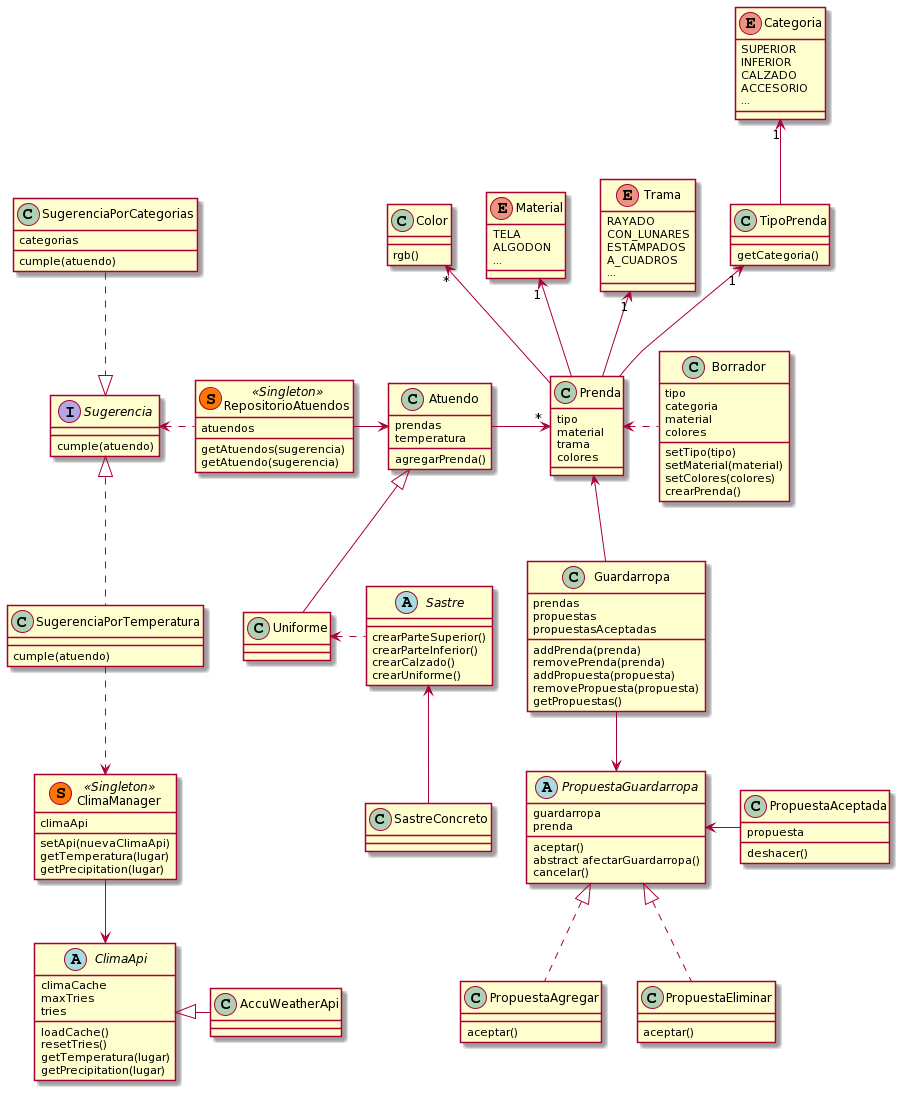 E Categoria
SUPERIOR
INFERIOR
CALZADO
ACCESORIO
...
1
C SugerenciaPorCategorias
categorias
cumple(atuendo)
C Color
rgb()
*
E Material
TELA
ALGODON
...
1
E Trama
RAYADO
CON_LUNARES
ESTAMPADOS
A_CUADROS
...
1
C TipoPrenda
getCategoria()
1
I Sugerencia
cumple(atuendo)
S «Singleton»
RepositorioAtuendos
atuendos
getAtuendos(sugerencia)
getAtuendo(sugerencia)
C Atuendo
prendas
temperatura
agregarPrenda()
*
C Prenda
tipo
material
trama
colores
C Borrador
tipo
categoria
material
colores
setTipo(tipo)
setMaterial(material)
setColores(colores)
crearPrenda()
C SugerenciaPorTemperatura
cumple(atuendo)
C Uniforme
A Sastre
crearParteSuperior()
crearParteInferior()
crearCalzado()
crearUniforme()
C Guardarropa
prendas
propuestas
propuestasAceptadas
addPrenda(prenda)
removePrenda(prenda)
addPropuesta(propuesta)
removePropuesta(propuesta)
getPropuestas()
S «Singleton»
ClimaManager
climaApi
setApi(nuevaClimaApi)
getTemperatura(lugar)
getPrecipitation(lugar)
C SastreConcreto
A PropuestaGuardarropa
guardarropa
prenda
aceptar()
abstract afectarGuardarropa()
cancelar()
C PropuestaAceptada
propuesta
deshacer()
A ClimaApi
climaCache
maxTries
tries
loadCache()
resetTries()
getTemperatura(lugar)
getPrecipitation(lugar)
C AccuWeatherApi
C PropuestaAgregar
aceptar()
C PropuestaEliminar
aceptar()